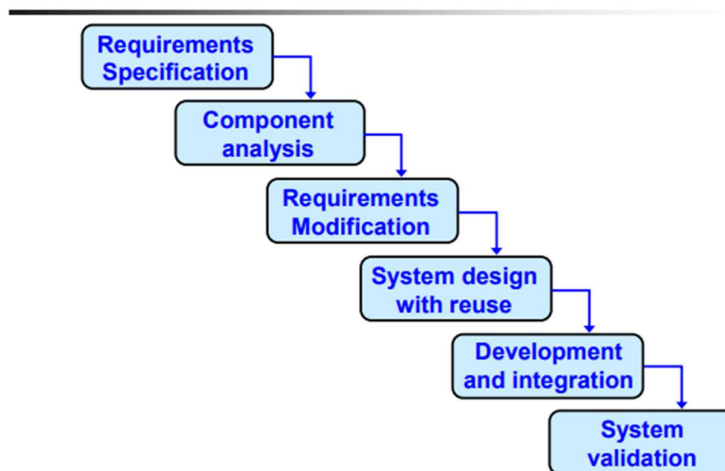 Requirements
Specification
Component
analysis
Requirements
Modification
System design
with reuse
Development
and integration
System
validation